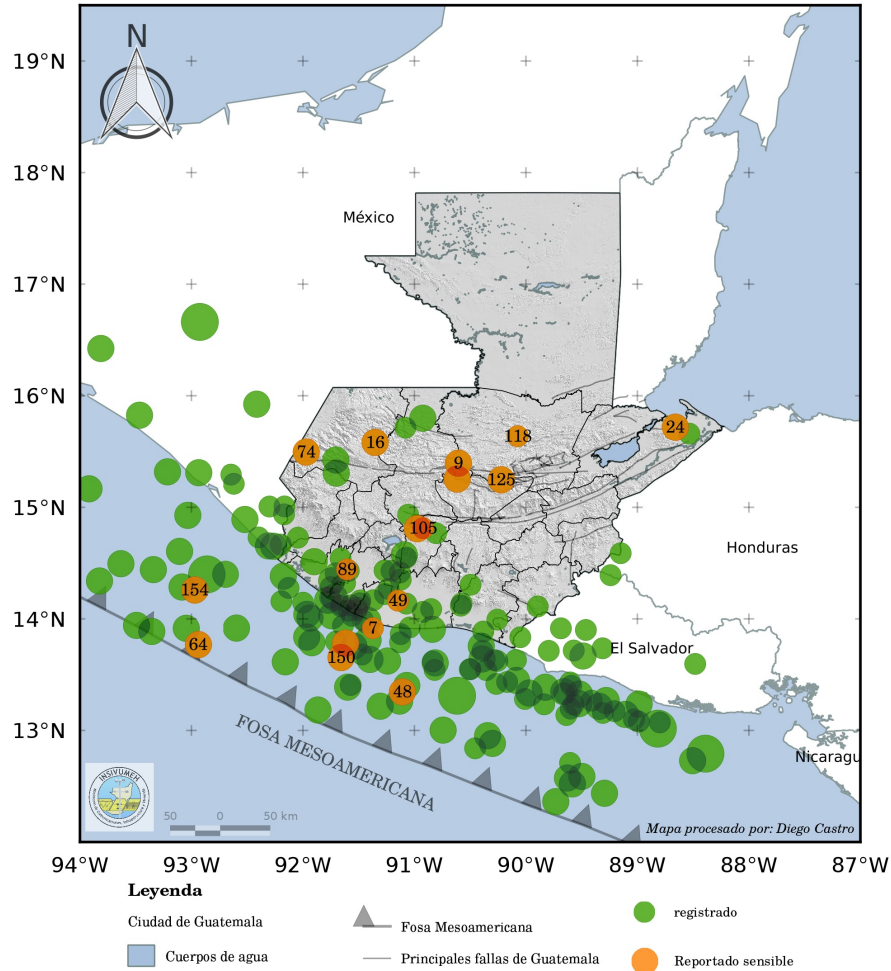 N
19°N
18°N
17°N
16°N
15°N
14°N
13°N
México
Honduras
El Salvador
Nicaragu
118
24
16
74
9
125
105
89
154
49
7
64
150
48
FOSA MESOAMERICANA
INSIVUMEH
50 0 50 km
Mapa procesado por: Diego Castro
94°W 93°W 92°W 91°W 90°W 89°W 88°W 87°W
Leyenda
Ciudad de Guatemala
Cuerpos de agua
Fosa Mesoamericana
Principales fallas de Guatemala
registrado
Reportado sensible